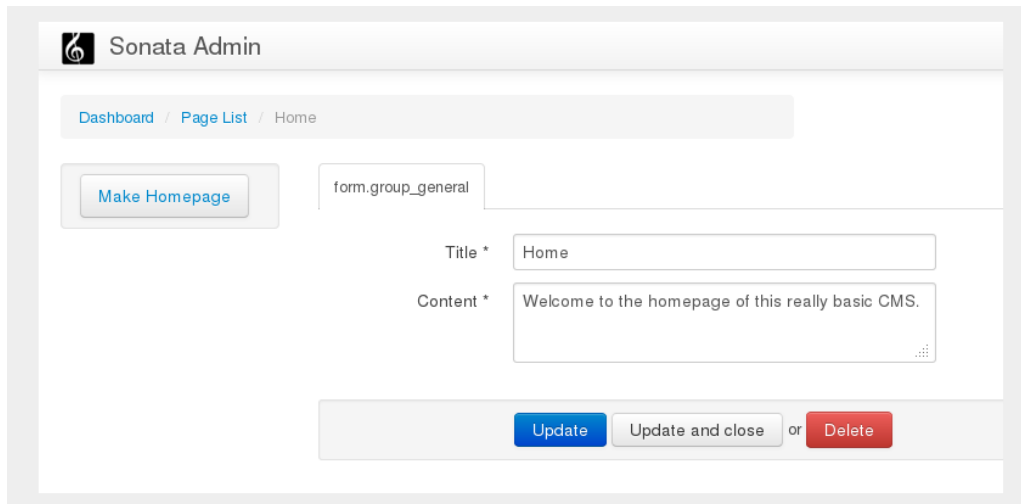 Sonata Admin
Dashboard / Page List / Home
Make Homepage
form.group_general
Title * Home
Content * Welcome to the homepage of this really basic CMS.
Update Update and close or Delete